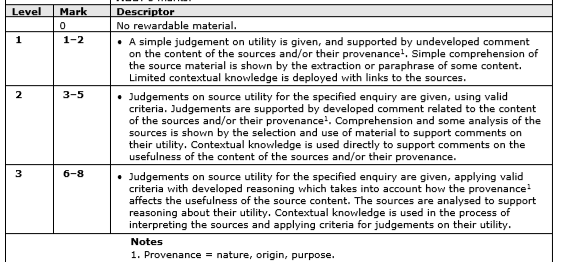 Level Mark Descriptor
0 No rewardable material.
1 1–2 • A simple judgement on utility is given, and supported by undeveloped comment
on the content of the sources and/or their provenance¹. Simple comprehension of
the source material is shown by the extraction or paraphrase of some content.
Limited contextual knowledge is deployed with links to the sources.
2 3–5 • Judgements on source utility for the specified enquiry are given, using valid
criteria. Judgements are supported by developed comment related to the content
of the sources and/or their provenance¹. Comprehension and some analysis of the
sources is shown by the selection and use of material to support comments on
their utility. Contextual knowledge is used directly to support comments on the
usefulness of the content of the sources and/or their provenance.
3 6–8 • Judgements on source utility for the specified enquiry are given, applying valid
criteria with developed reasoning which takes into account how the provenance¹
affects the usefulness of the source content. The sources are analysed to support
reasoning about their utility. Contextual knowledge is used in the process of
interpreting the sources and applying criteria for judgements on their utility.
Notes
1. Provenance = nature, origin, purpose.